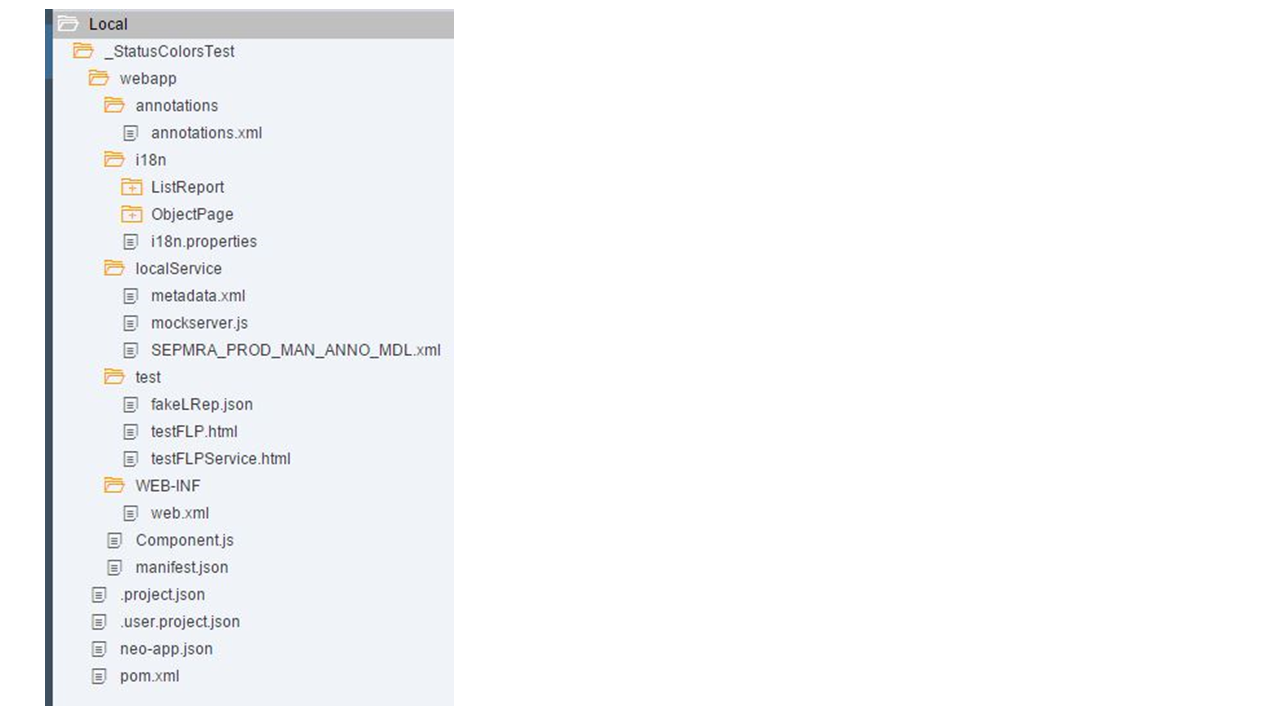 Local
_StatusColorsTest
webapp
annotations
annotations.xml
i18n
ListReport
ObjectPage
i18n.properties
localService
metadata.xml
mockserver.js
SEPMRA_PROD_MAN_ANNO_MDL.xml
test
fakeLRep.json
testFLP.html
testFLPService.html
WEB-INF
web.xml
Component.js
manifest.json
.project.json
.user.project.json
neo-app.json
pom.xml